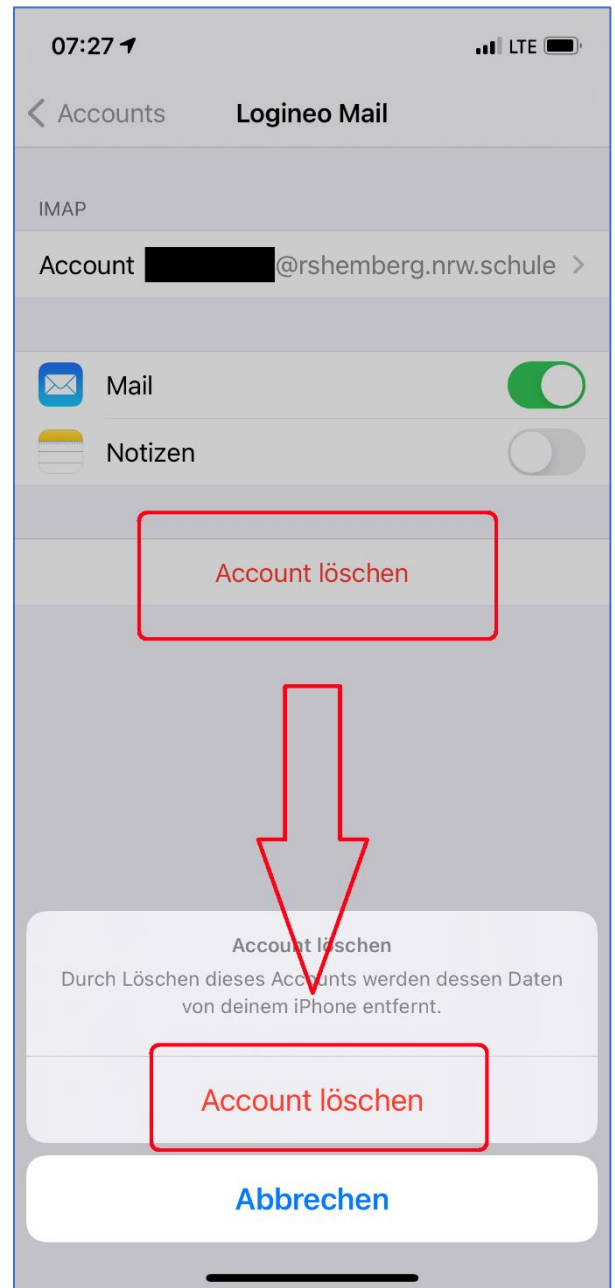 07:27 LTE
Accounts Logineo Mail
IMAP
Account @rshemberg.nrw.schule
Mail
Notizen
Account löschen
Account löschen
Durch Löschen dieses Accounts werden dessen Daten
von deinem iPhone entfernt.
Account löschen
Abbrechen